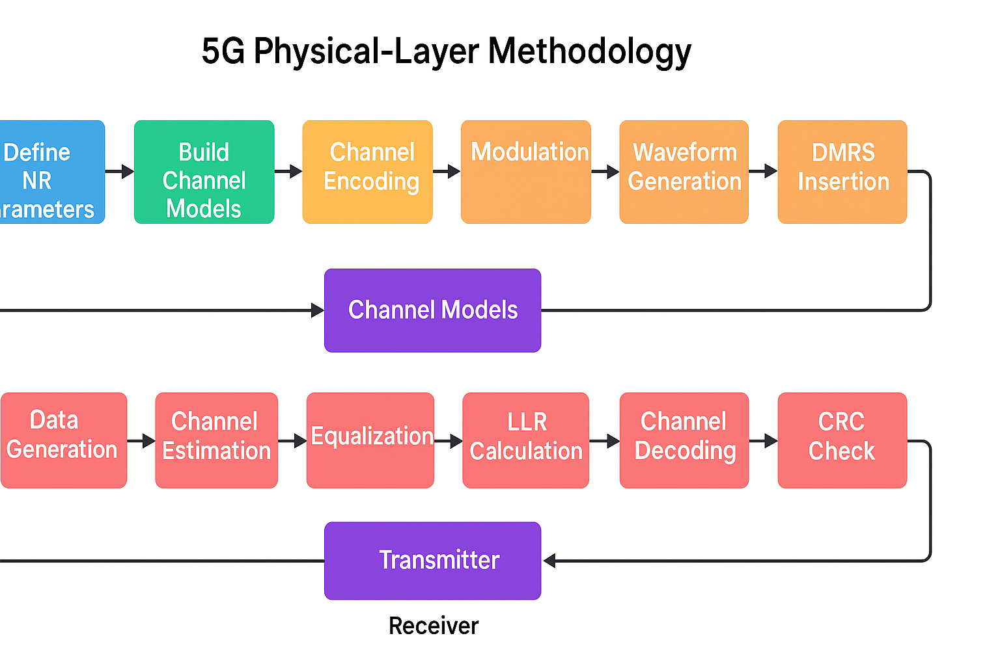 5G Physical-Layer Methodology
Define
NR
rameters
Build
Channel
Models
Channel
Encoding
Modulation
Waveform
Generation
DMRS
Insertion
Channel Models
Data
Generation
Channel
Estimation
Equalization
LLR
Calculation
Channel
Decoding
CRC
Check
Transmitter
Receiver